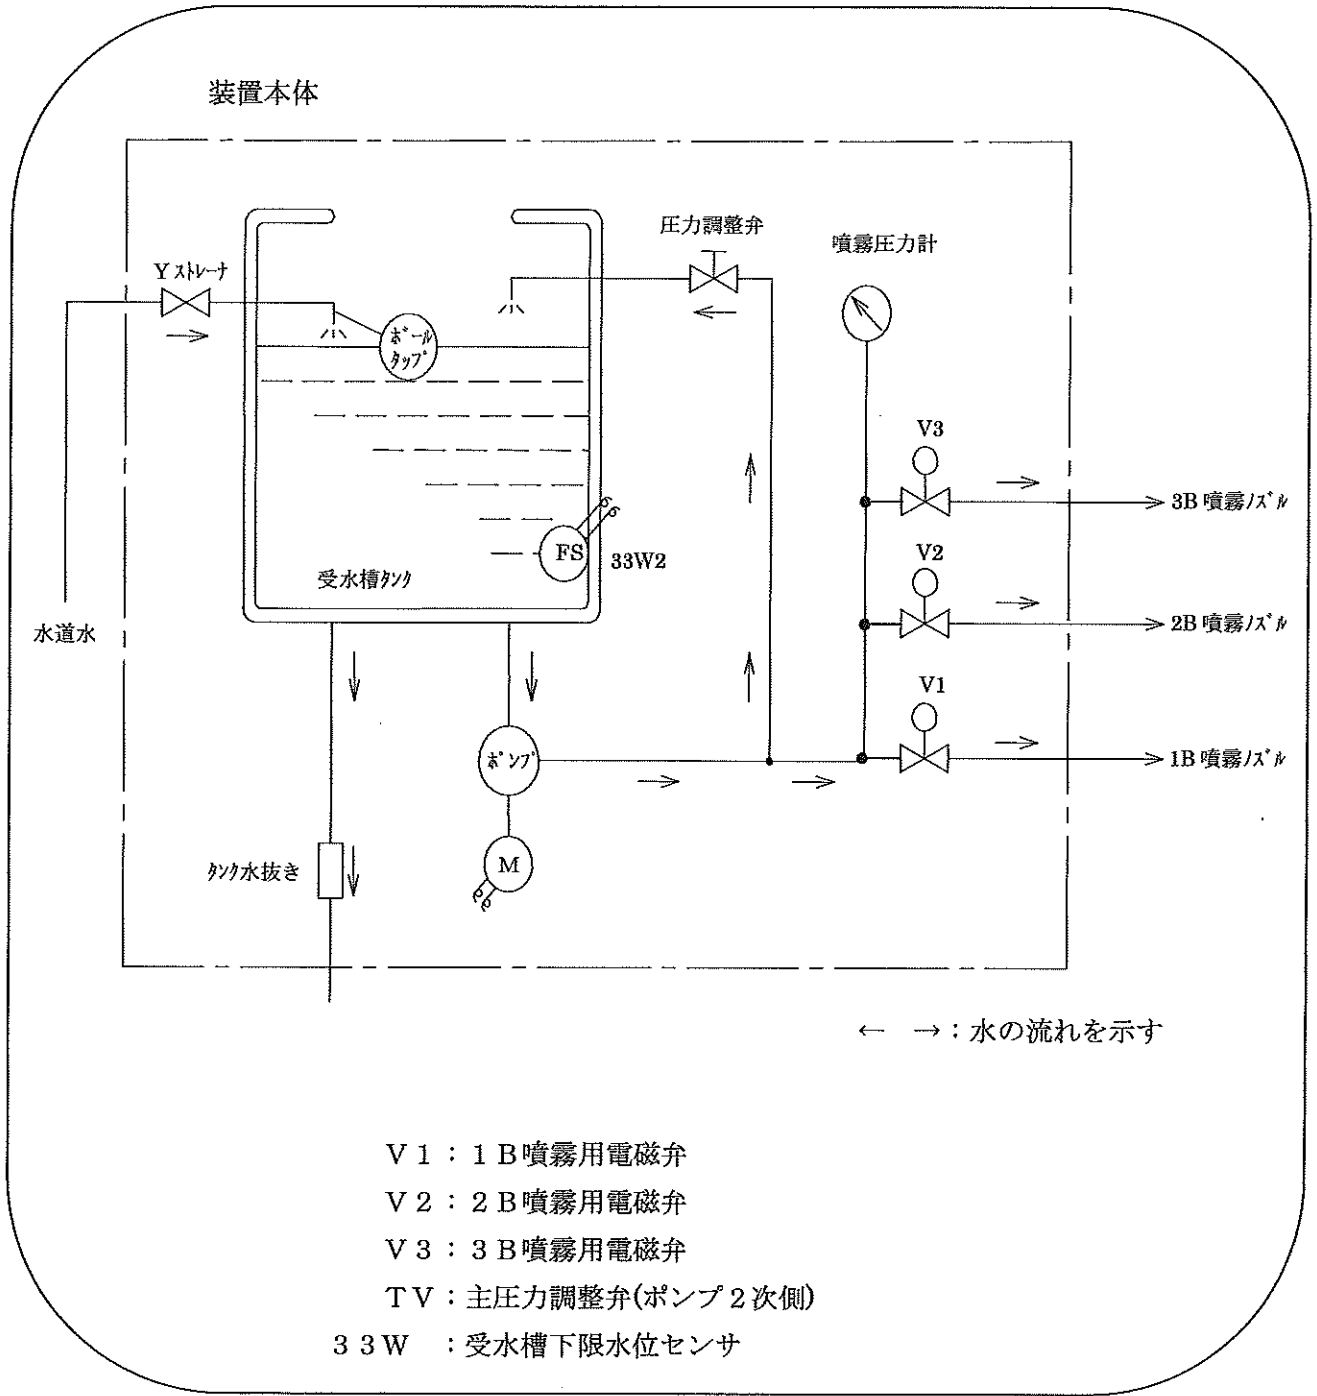 装置本体
圧力調整弁
噴霧圧力計
Yストレーナ
ボール
タップ
V3
3B 噴霧ノズル
FS
33W2
V2
受水槽タンク
2B 噴霧ノズル
水道水
V1
ポンプ
1B 噴霧ノズル
タンク水抜き
M
← →：水の流れを示す
V1：1B噴霧用電磁弁
V2：2B噴霧用電磁弁
V3：3B噴霧用電磁弁
TV：主圧力調整弁(ポンプ2次側)
33W ：受水槽下限水位センサ